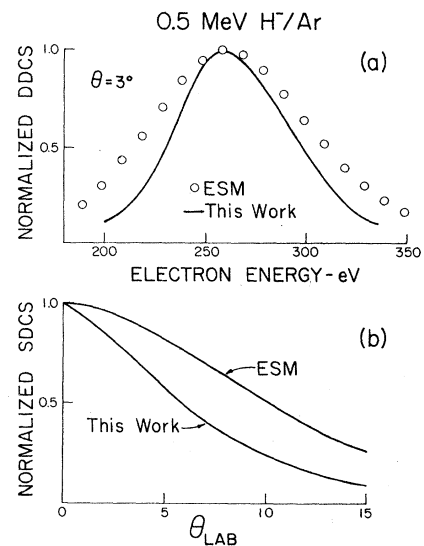 0.5 MeV H⁻/Ar
(a)
θ = 3°
NORMALIZED DDCS
1.0
0.5
ESM
This Work
200 250 300 350
ELECTRON ENERGY - eV
(b)
NORMALIZED SDCS
1.0
0.5
ESM
This Work
0 5 10 15
θLAB